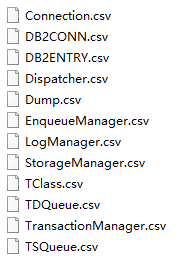 Connection.csv
DB2CONN.csv
DB2ENTRY.csv
Dispatcher.csv
Dump.csv
EnqueueManager.csv
LogManager.csv
StorageManager.csv
TClass.csv
TDQueue.csv
TransactionManager.csv
TSQueue.csv